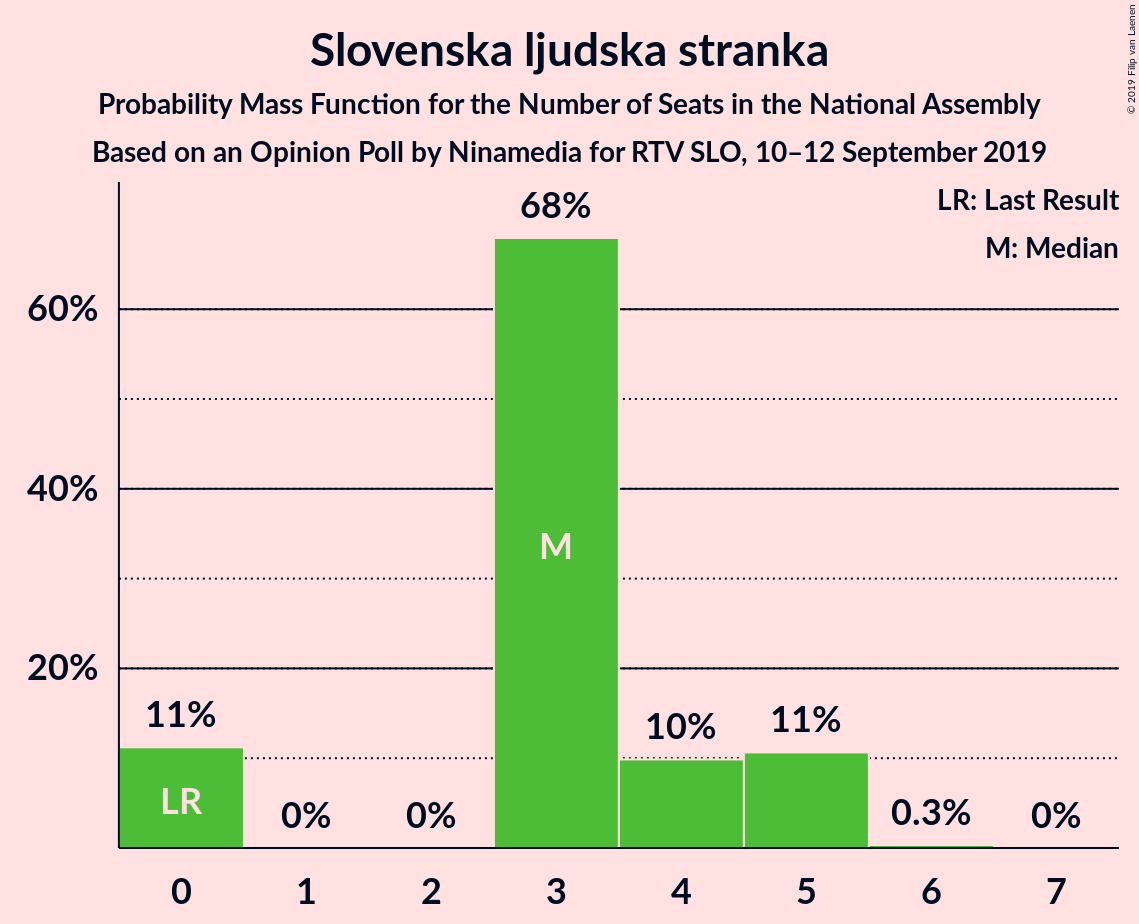 Slovenska ljudska stranka
Probability Mass Function for the Number of Seats in the National Assembly
Based on an Opinion Poll by Ninamedia for RTV SLO, 10–12 September 2019
© 2019 Filip van Laenen
LR: Last Result
M: Median
68%
60%
40%
M
20%
11%
LR
0%
0%
10%
11%
0.3%
0%
0 1 2 3 4 5 6 7